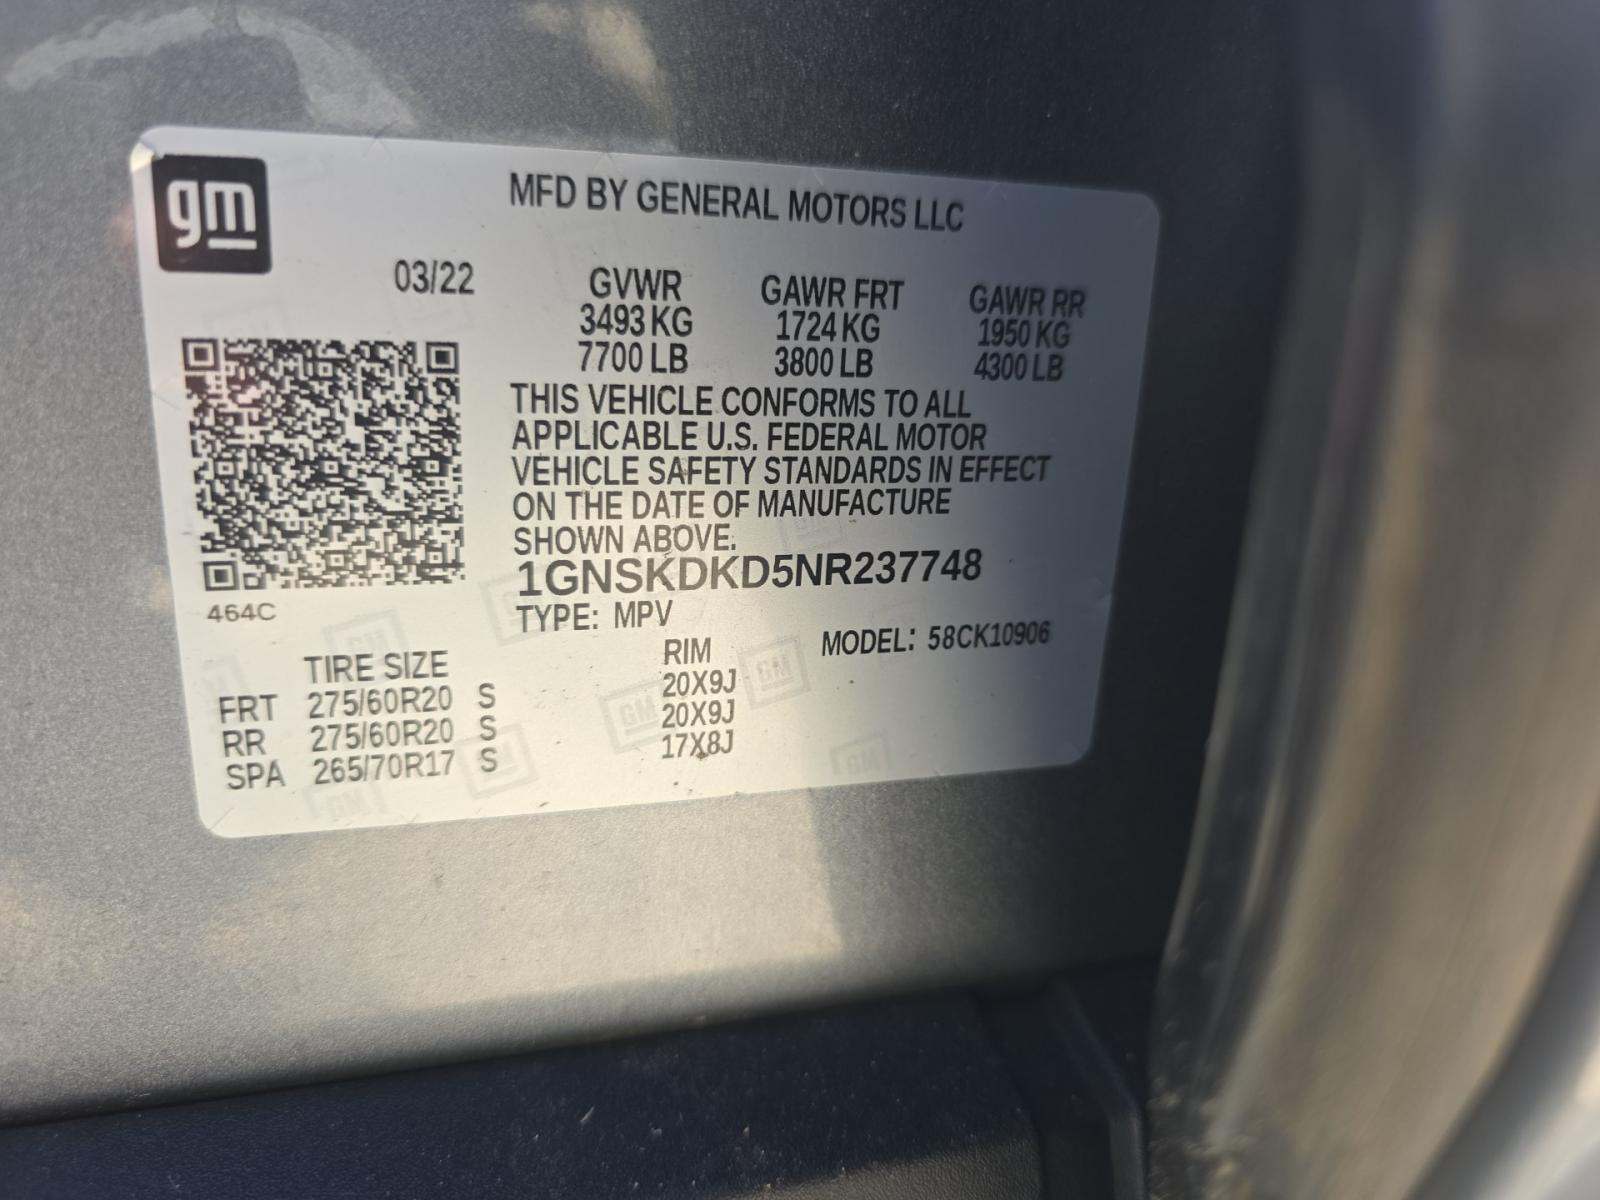 gm
MFD BY GENERAL MOTORS LLC
03/22
GVWR GAWR FRT GAWR RR
3493 KG 1724 KG 1950 KG
7700 LB 3800 LB 4300 LB
THIS VEHICLE CONFORMS TO ALL
APPLICABLE U.S. FEDERAL MOTOR
VEHICLE SAFETY STANDARDS IN EFFECT
ON THE DATE OF MANUFACTURE
SHOWN ABOVE.
1GNSKDKD5NR237748
464C
TYPE: MPV
MODEL: 58CK10906
TIRE SIZE RIM
FRT 275/60R20 S 20X9J
RR 275/60R20 S 20X9J
SPA 265/70R17 S 17X8J